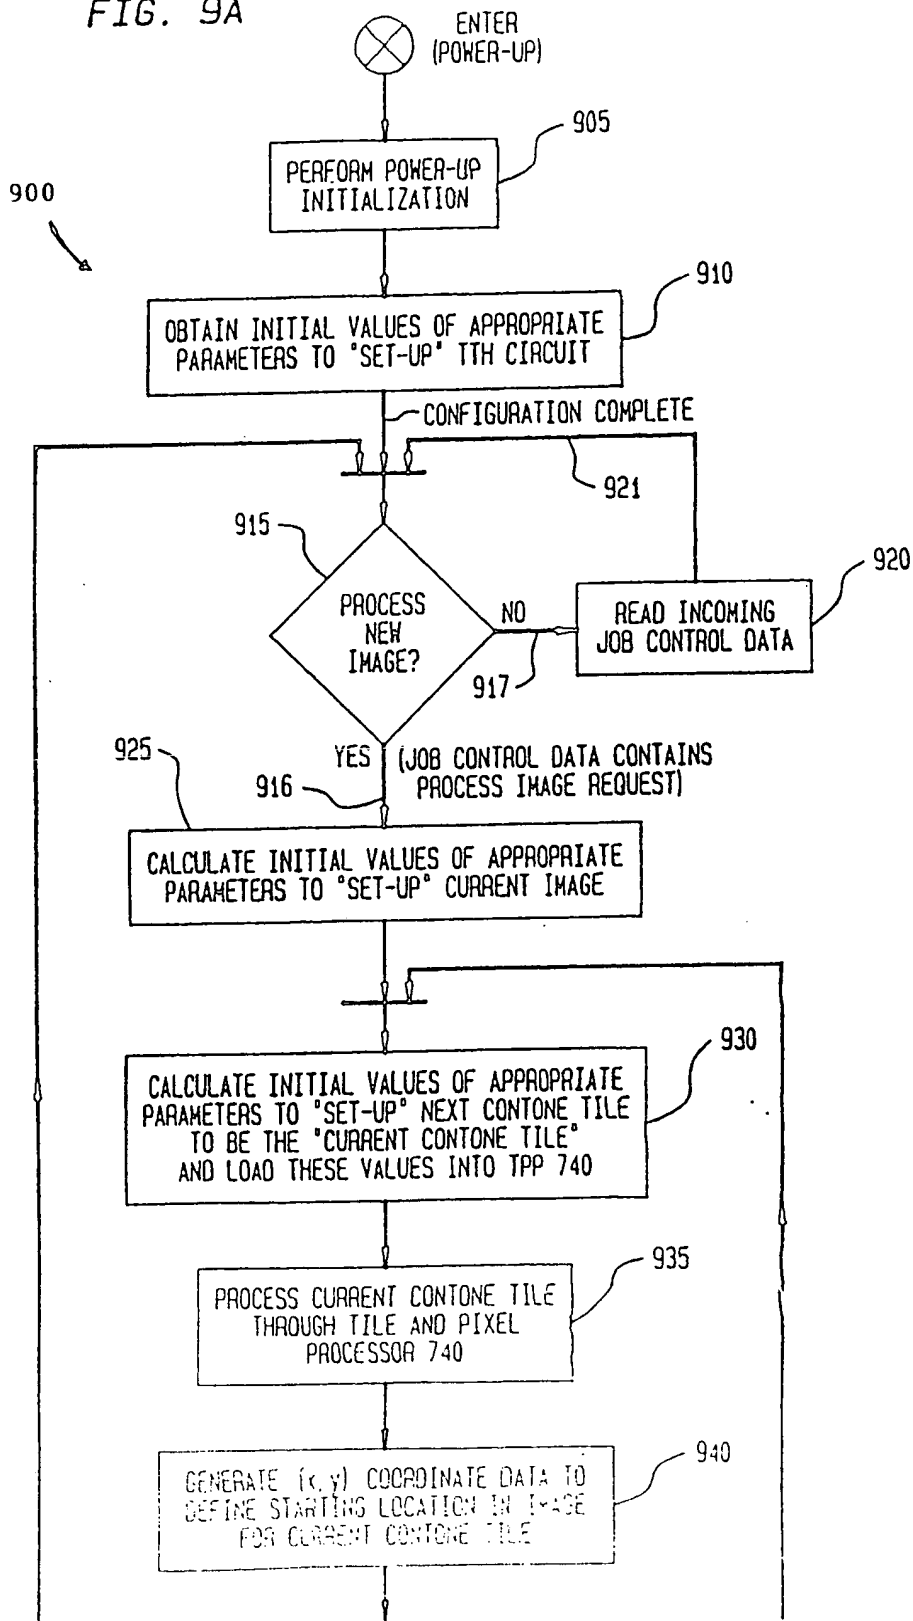 FIG. 9A
ENTER
(POWER-UP)
905
PERFORM POWER-UP
INITIALIZATION
900
910
OBTAIN INITIAL VALUES OF APPROPRIATE
PARAMETERS TO "SET-UP" TTH CIRCUIT
CONFIGURATION COMPLETE
921
915
920
PROCESS
NEW
IMAGE?
NO
READ INCOMING
JOB CONTROL DATA
917
925
YES (JOB CONTROL DATA CONTAINS
PROCESS IMAGE REQUEST)
916
CALCULATE INITIAL VALUES OF APPROPRIATE
PARAMETERS TO "SET-UP" CURRENT IMAGE
930
CALCULATE INITIAL VALUES OF APPROPRIATE
PARAMETERS TO "SET-UP" NEXT CONTONE TILE
TO BE THE "CURRENT CONTONE TILE"
AND LOAD THESE VALUES INTO TPP 740
935
PROCESS CURRENT CONTONE TILE
THROUGH TILE AND PIXEL
PROCESSOR 740
940
GENERATE (x,y) COORDINATE DATA TO
DEFINE STARTING LOCATION IN IMAGE
FOR CURRENT CONTONE TILE